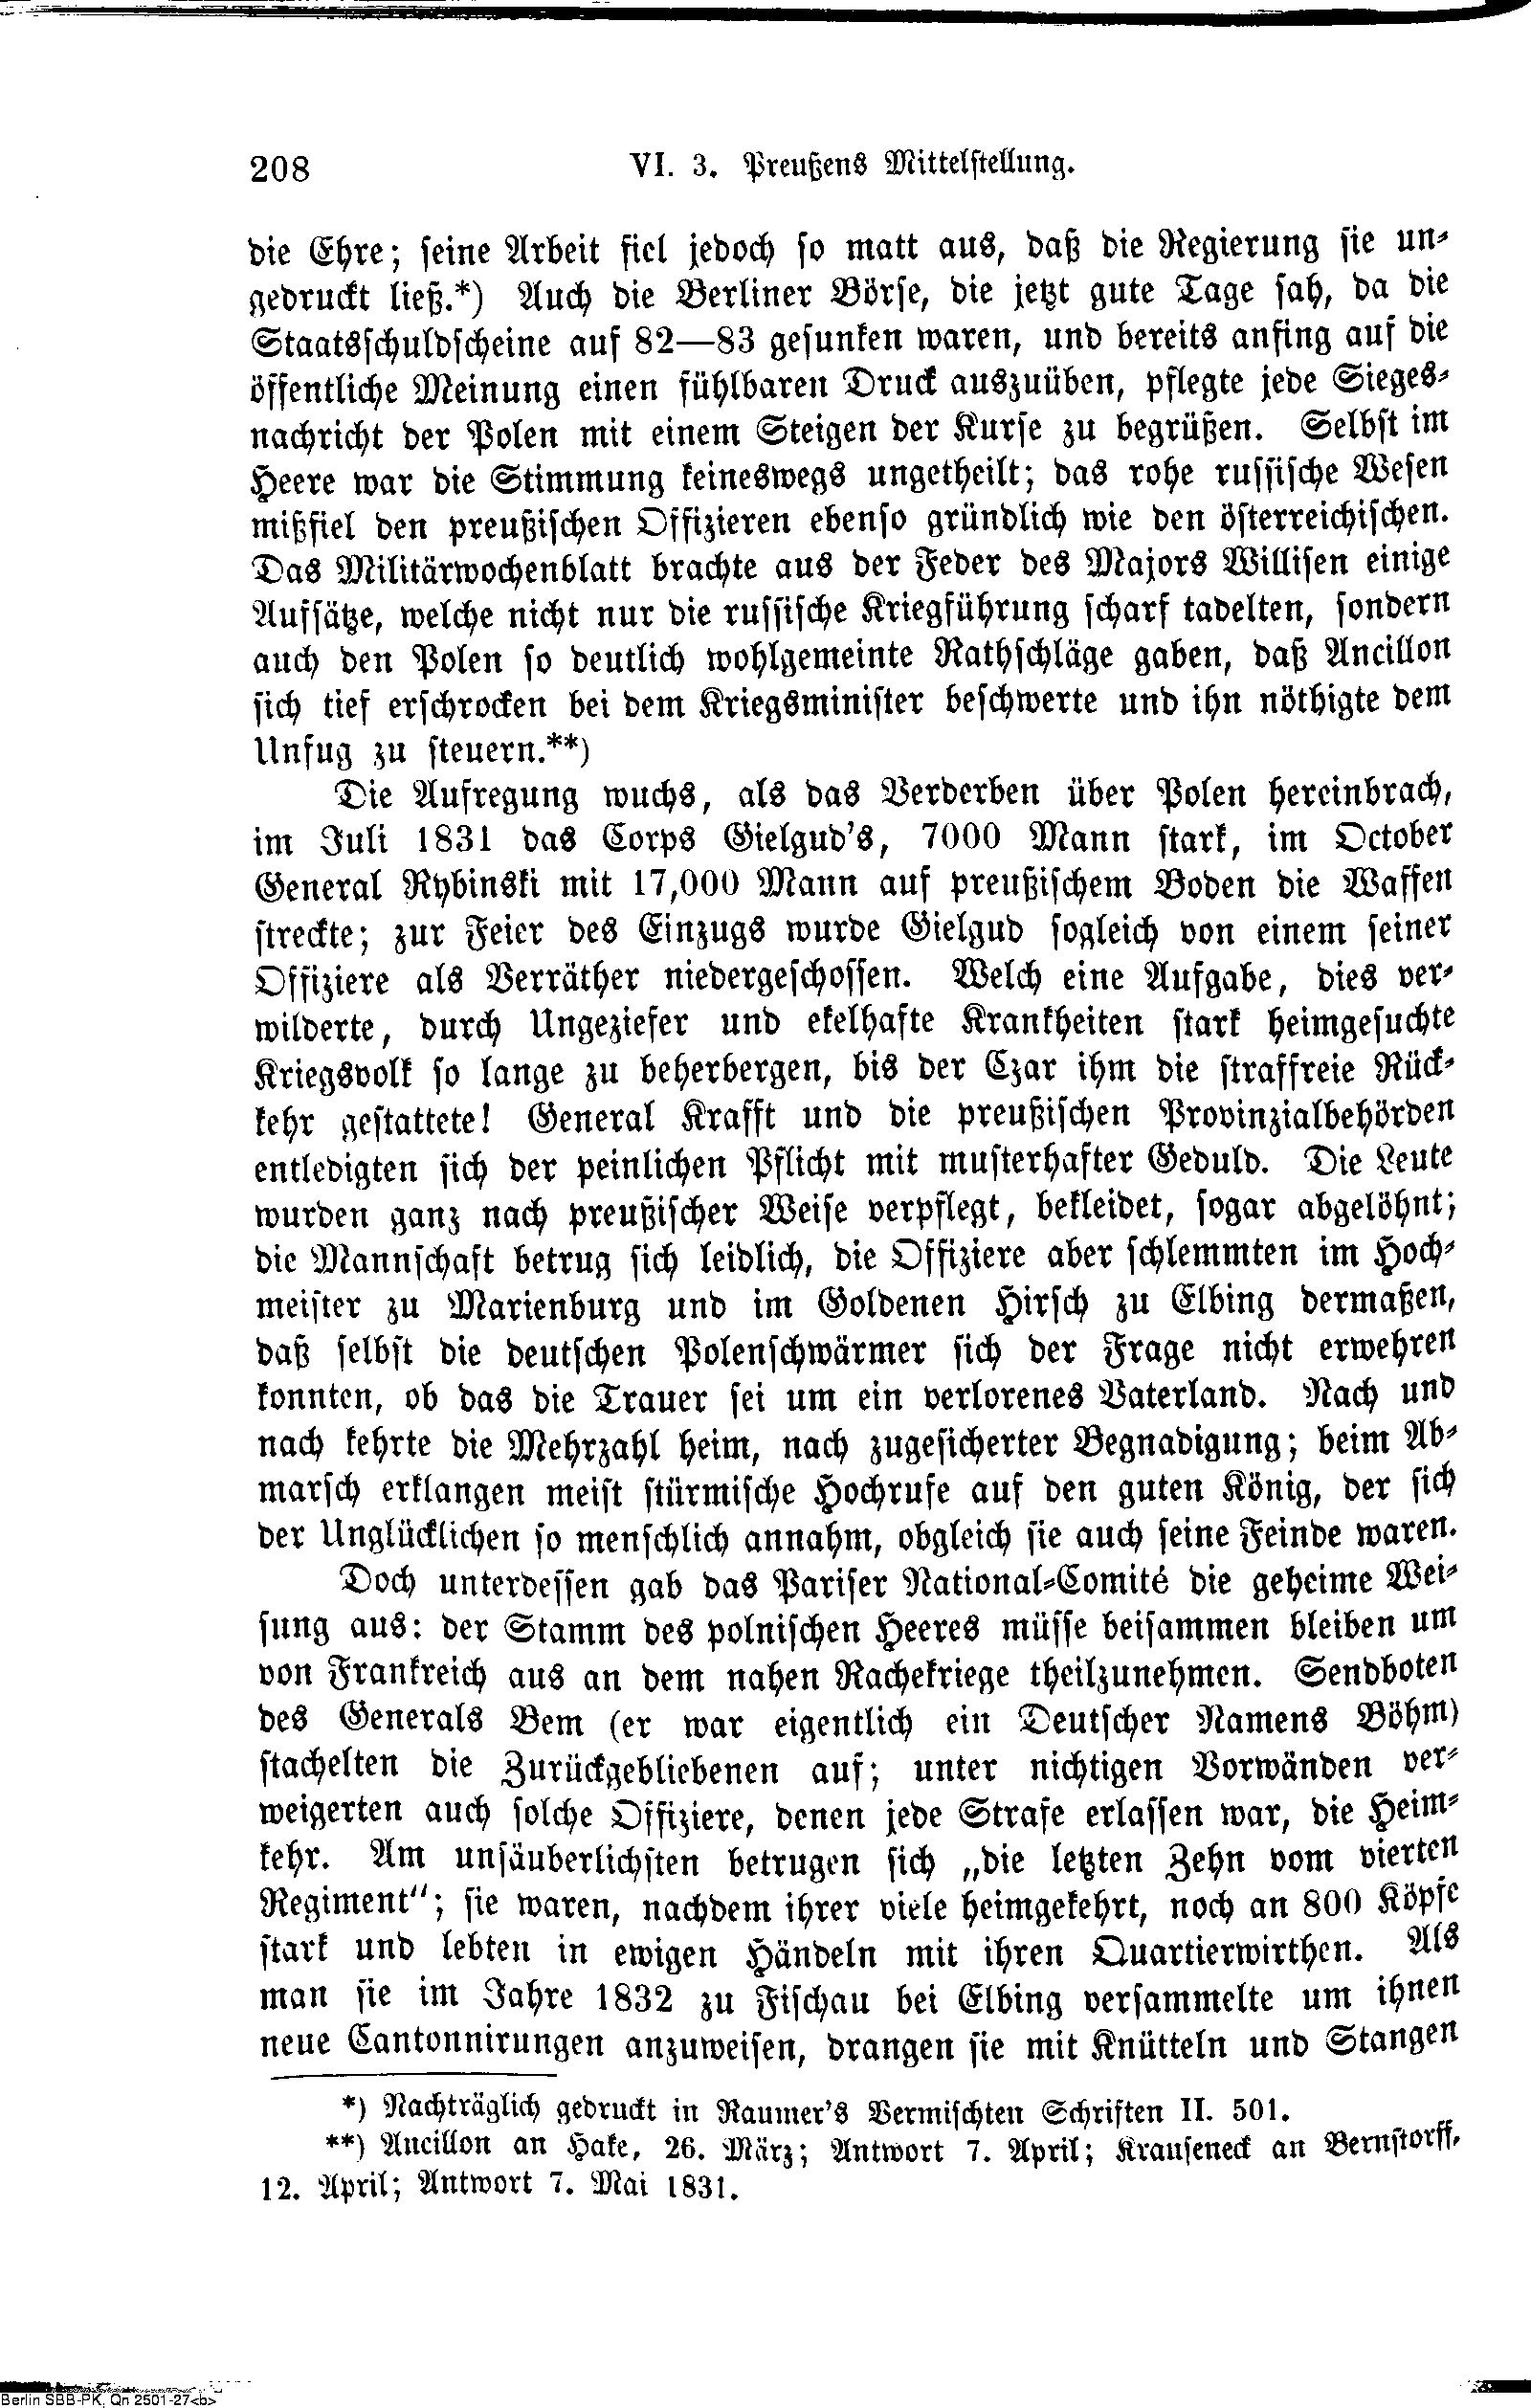 208
VI. 3. Preußens Mittelstellung.
die Ehre; seine Arbeit fiel jedoch so matt aus, daß die Regierung sie un-
gedruckt ließ.*) Auch die Berliner Börse, die jetzt gute Tage sah, da die
Staatsschuldscheine auf 82—83 gesunken waren, und bereits anfing auf die
öffentliche Meinung einen fühlbaren Druck auszuüben, pflegte jede Sieges-
nachricht der Polen mit einem Steigen der Kurse zu begrüßen. Selbst im
Heere war die Stimmung keineswegs ungetheilt; das rohe russische Wesen
mißfiel den preußischen Offizieren ebenso gründlich wie den österreichischen.
Das Militärwochenblatt brachte aus der Feder des Majors Willisen einige
Aufsätze, welche nicht nur die russische Kriegführung scharf tadelten, sondern
auch den Polen so deutlich wohlgemeinte Rathschläge gaben, daß Ancillon
sich tief erschrocken bei dem Kriegsminister beschwerte und ihn nöthigte dem
Unfug zu steuern.**)
Die Aufregung wuchs, als das Verderben über Polen hereinbrach,
im Juli 1831 das Corps Gielgud's, 7000 Mann stark, im October
General Rybinski mit 17,000 Mann auf preußischem Boden die Waffen
streckte; zur Feier des Einzugs wurde Gielgud sogleich von einem seiner
Offiziere als Verräther niedergeschossen. Welch eine Aufgabe, dies ver-
wilderte, durch Ungeziefer und ekelhafte Krankheiten stark heimgesuchte
Kriegsvolk so lange zu beherbergen, bis der Czar ihm die straffreie Rück-
kehr gestattete! General Krafft und die preußischen Provinzialbehörden
entledigten sich der peinlichen Pflicht mit musterhafter Geduld. Die Leute
wurden ganz nach preußischer Weise verpflegt, bekleidet, sogar abgelöhnt;
die Mannschaft betrug sich leidlich, die Offiziere aber schlemmten im Hoch-
meister zu Marienburg und im Goldenen Hirsch zu Elbing dermaßen,
daß selbst die deutschen Polenschwärmer sich der Frage nicht erwehren
konnten, ob das die Trauer sei um ein verlorenes Vaterland. Nach und
nach kehrte die Mehrzahl heim, nach zugesicherter Begnadigung; beim Ab-
marsch erklangen meist stürmische Hochrufe auf den guten König, der sich
der Unglücklichen so menschlich annahm, obgleich sie auch seine Feinde waren.
Doch unterdessen gab das Pariser National-Comité die geheime Wei-
sung aus: der Stamm des polnischen Heeres müsse beisammen bleiben um
von Frankreich aus an dem nahen Rachekriege theilzunehmen. Sendboten
des Generals Bem (er war eigentlich ein Deutscher Namens Böhm)
stachelten die Zurückgebliebenen auf; unter nichtigen Vorwänden ver-
weigerten auch solche Offiziere, denen jede Strafe erlassen war, die Heim-
kehr. Am unsäuberlichsten betrugen sich „die letzten Zehn vom vierten
Regiment“; sie waren, nachdem ihrer viele heimgekehrt, noch an 800 Köpfe
stark und lebten in ewigen Händeln mit ihren Quartierwirthen. Als
man sie im Jahre 1832 zu Fischau bei Elbing versammelte um ihnen
neue Cantonnirungen anzuweisen, drangen sie mit Knütteln und Stangen
*) Nachträglich gedruckt in Raumer's Vermischten Schriften II. 501.
**) Ancillon an Hake, 26. März; Antwort 7. April; Krauseneck an Bernstorff,
12. April; Antwort 7. Mai 1831.
Berlin SBB-PK, Qn 2501-27<b>